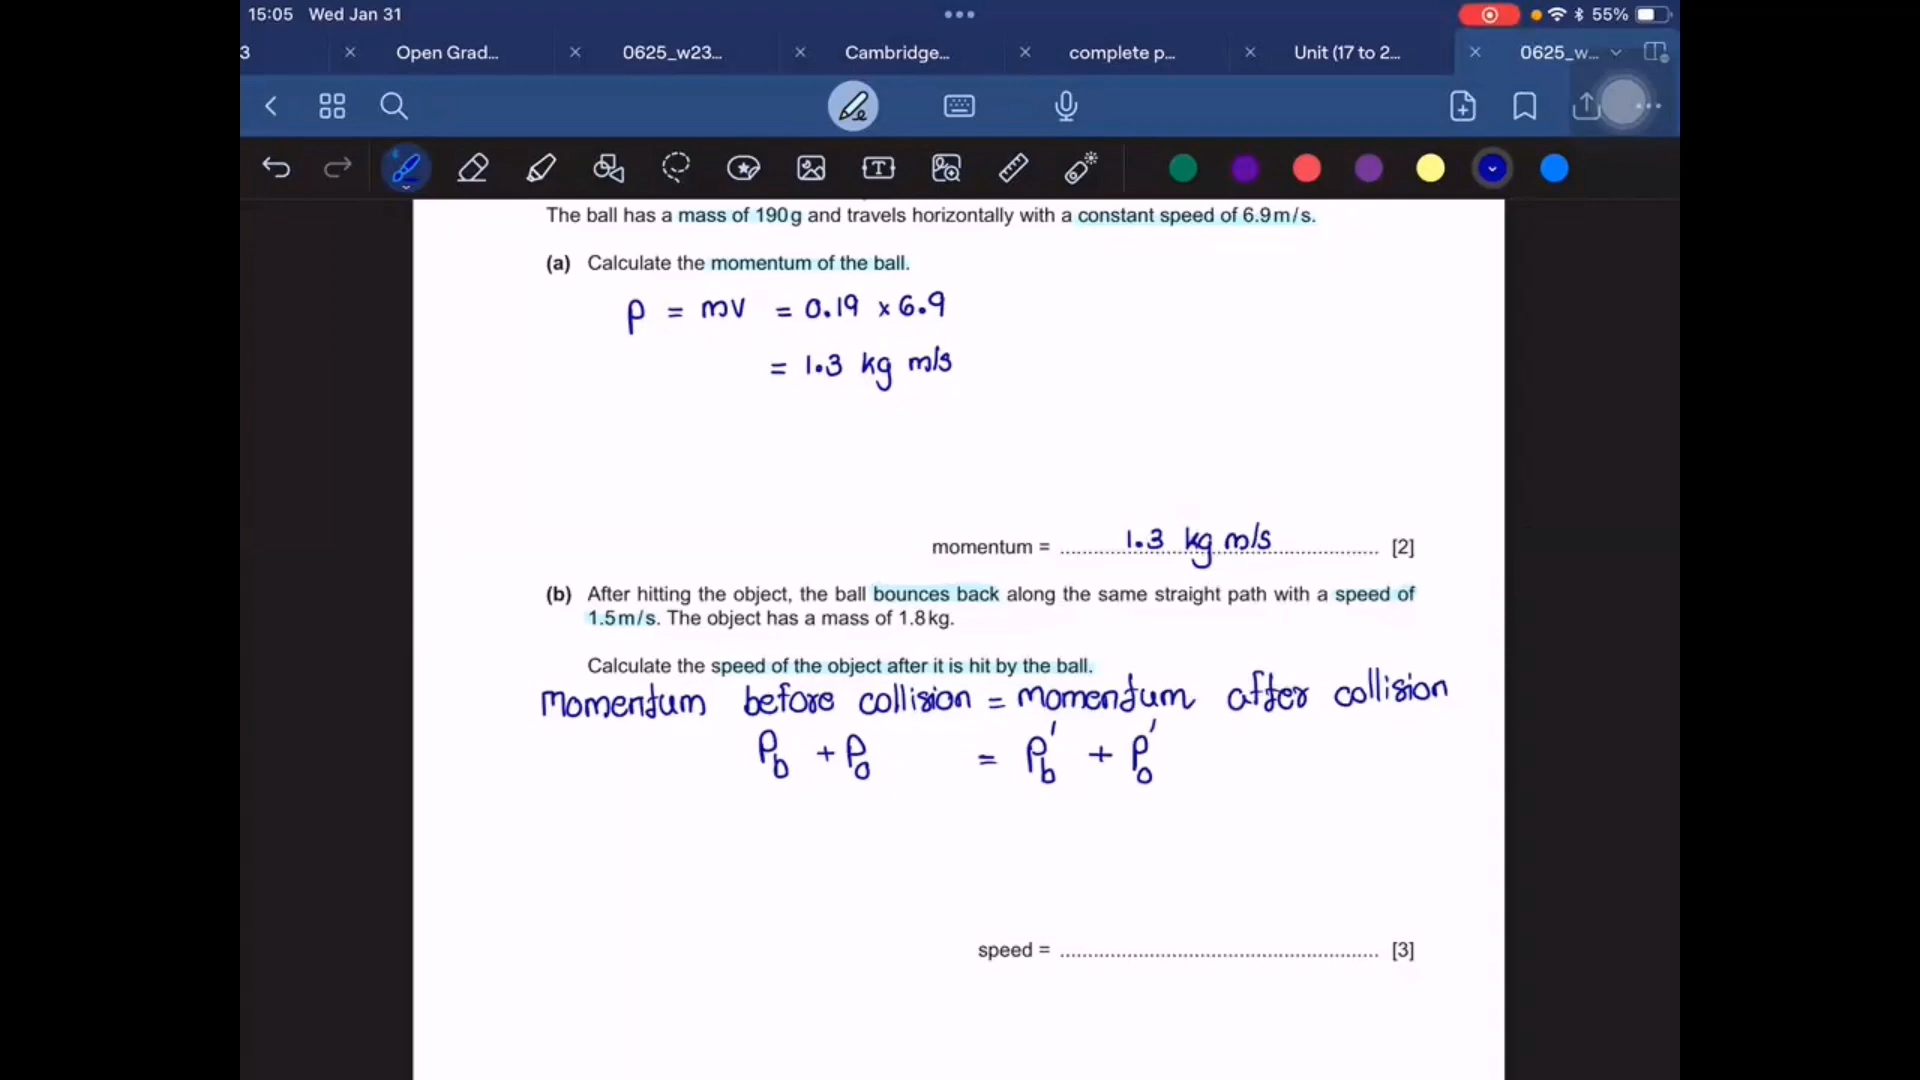 15:05 Wed Jan 31
55%
3
Open Grad...
0625_w23...
Cambridge...
complete p...
Unit (17 to 2...
0625_w...
The ball has a mass of 190g and travels horizontally with a constant speed of 6.9m/s.
(a) Calculate the momentum of the ball.
P = mv = 0.19 × 6.9
= 1.3 kg m/s
momentum = 1.3 kg m/s [2]
(b) After hitting the object, the ball bounces back along the same straight path with a speed of
1.5m/s. The object has a mass of 1.8kg.
Calculate the speed of the object after it is hit by the ball.
Momentum before collision = momentum after collision
P_b + P_o = P_b' + P_o'
speed = ........................................................ [3]